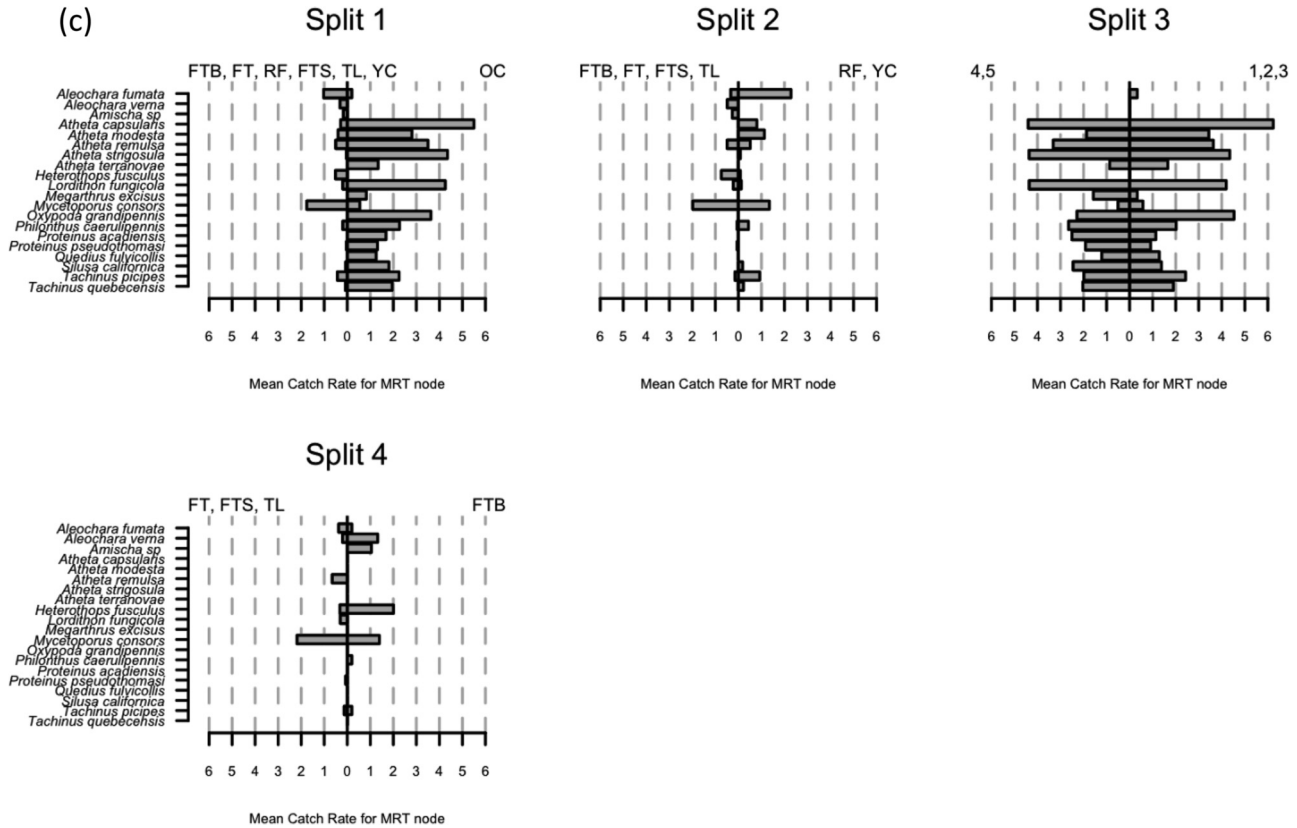 (c)
Split 1
Split 2
Split 3
FTB, FT, RF, FTS, TL, YC
OC
FTB, FT, FTS, TL
RF, YC
4,5
1,2,3
Aleochara fumata
Aleochara verna
Amischa sp
Atheta capsularis
Atheta modesta
Atheta remulsa
Atheta strigosula
Atheta terranovae
Heterothops fusculus
Lordithon fungicola
Megarthrus excisus
Mycetoporus consors
Oxypoda grandipennis
Philonthus caerulipennis
Proteinus acadiensis
Proteinus pseudothomasi
Quedius fulvicollis
Silusa californica
Tachinus picipes
Tachinus quebecensis
6 5 4 3 2 1 0 1 2 3 4 5 6
6 5 4 3 2 1 0 1 2 3 4 5 6
6 5 4 3 2 1 0 1 2 3 4 5 6
Mean Catch Rate for MRT node
Mean Catch Rate for MRT node
Mean Catch Rate for MRT node
Split 4
FT, FTS, TL
FTB
Aleochara fumata
Aleochara verna
Amischa sp
Atheta capsularis
Atheta modesta
Atheta remulsa
Atheta strigosula
Atheta terranovae
Heterothops fusculus
Lordithon fungicola
Megarthrus excisus
Mycetoporus consors
Oxypoda grandipennis
Philonthus caerulipennis
Proteinus acadiensis
Proteinus pseudothomasi
Quedius fulvicollis
Silusa californica
Tachinus picipes
Tachinus quebecensis
6 5 4 3 2 1 0 1 2 3 4 5 6
Mean Catch Rate for MRT node